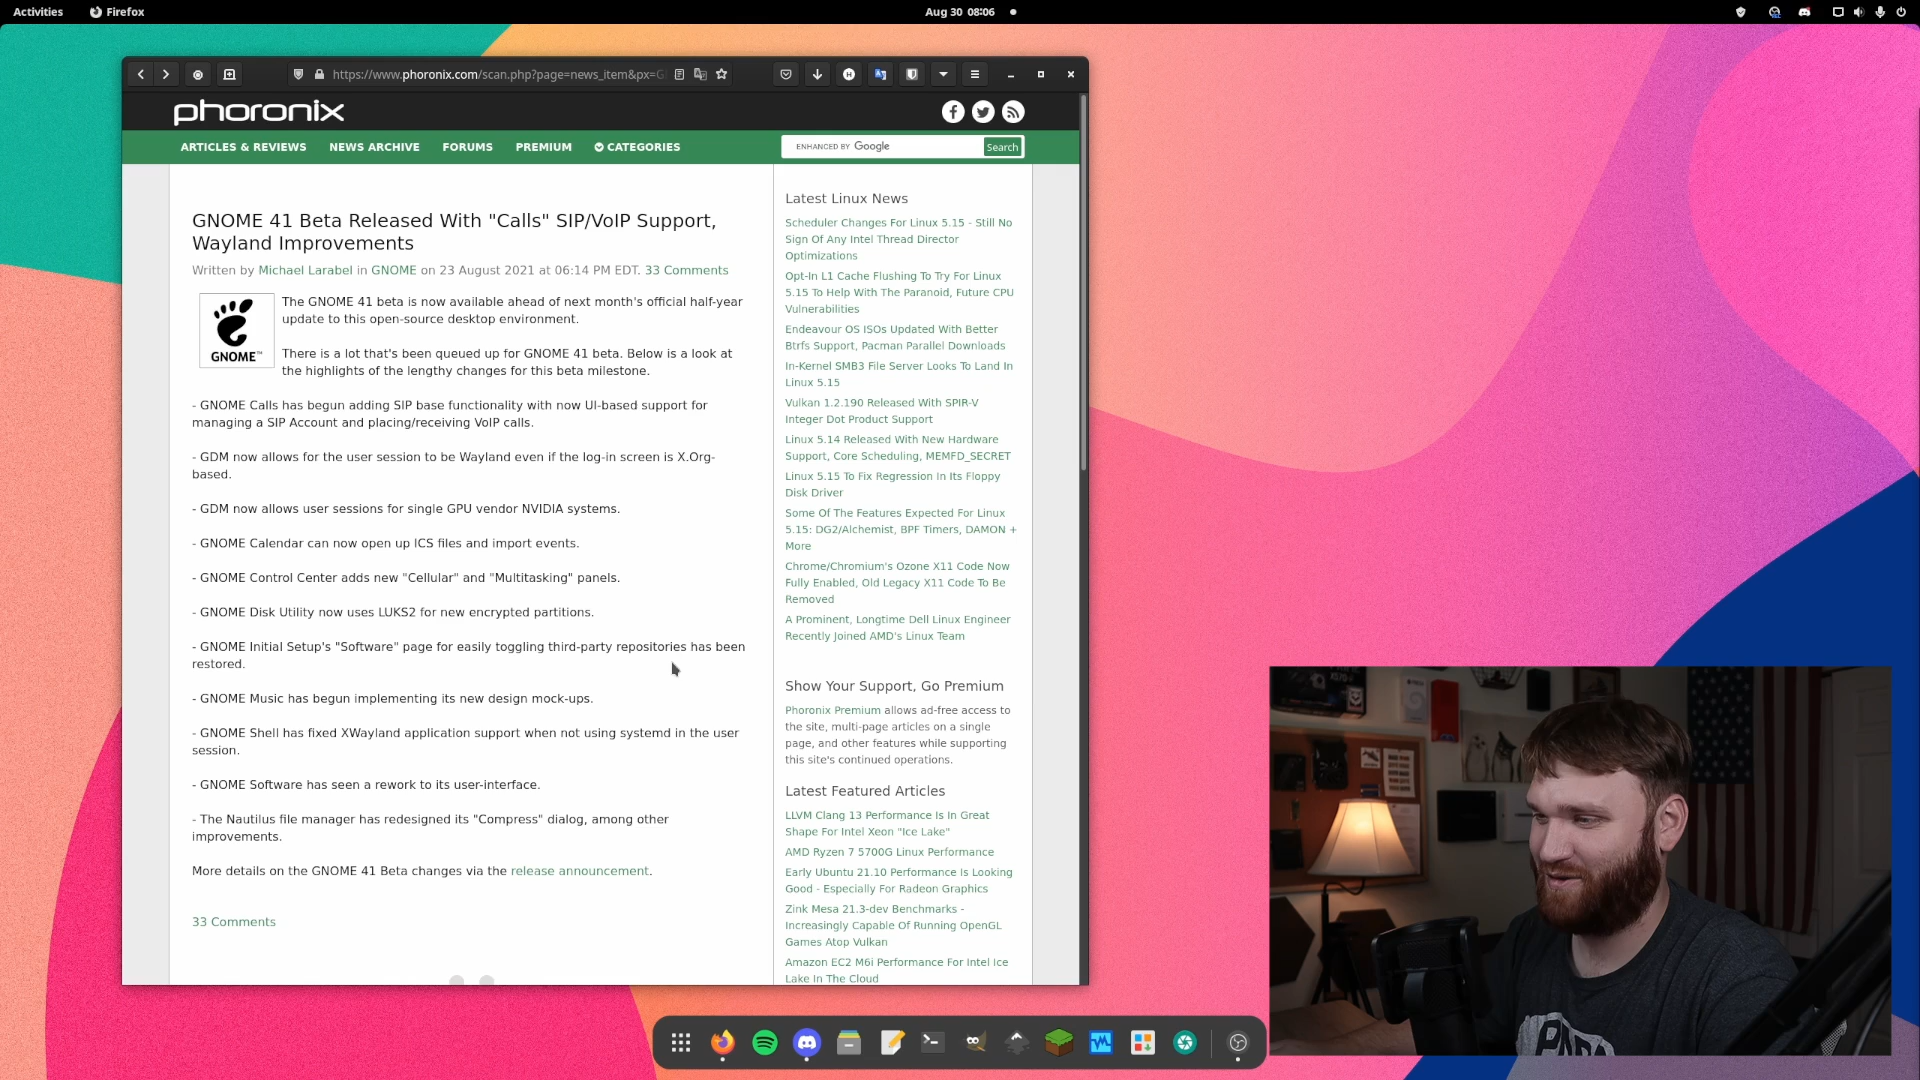 Activities
Firefox
Aug 30 08:06
https://www.phoronix.com/scan.php?page=news_item&px=G
phoronix
ARTICLES & REVIEWS
NEWS ARCHIVE
FORUMS
PREMIUM
CATEGORIES
ENHANCED BY Google
Search
GNOME 41 Beta Released With "Calls" SIP/VoIP Support,
Wayland Improvements
Written by Michael Larabel in GNOME on 23 August 2021 at 06:14 PM EDT. 33 Comments
GNOME™
The GNOME 41 beta is now available ahead of next month's official half-year
update to this open-source desktop environment.
There is a lot that's been queued up for GNOME 41 beta. Below is a look at
the highlights of the lengthy changes for this beta milestone.
- GNOME Calls has begun adding SIP base functionality with now UI-based support for
managing a SIP Account and placing/receiving VoIP calls.
- GDM now allows for the user session to be Wayland even if the log-in screen is X.Org-
based.
- GDM now allows user sessions for single GPU vendor NVIDIA systems.
- GNOME Calendar can now open up ICS files and import events.
- GNOME Control Center adds new "Cellular" and "Multitasking" panels.
- GNOME Disk Utility now uses LUKS2 for new encrypted partitions.
- GNOME Initial Setup's "Software" page for easily toggling third-party repositories has been
restored.
- GNOME Music has begun implementing its new design mock-ups.
- GNOME Shell has fixed XWayland application support when not using systemd in the user
session.
- GNOME Software has seen a rework to its user-interface.
- The Nautilus file manager has redesigned its "Compress" dialog, among other
improvements.
More details on the GNOME 41 Beta changes via the release announcement.
33 Comments
Latest Linux News
Scheduler Changes For Linux 5.15 - Still No
Sign Of Any Intel Thread Director
Optimizations
Opt-In L1 Cache Flushing To Try For Linux
5.15 To Help With The Paranoid, Future CPU
Vulnerabilities
Endeavour OS ISOs Updated With Better
Btrfs Support, Pacman Parallel Downloads
In-Kernel SMB3 File Server Looks To Land In
Linux 5.15
Vulkan 1.2.190 Released With SPIR-V
Integer Dot Product Support
Linux 5.14 Released With New Hardware
Support, Core Scheduling, MEMFD_SECRET
Linux 5.15 To Fix Regression In Its Floppy
Disk Driver
Some Of The Features Expected For Linux
5.15: DG2/Alchemist, BPF Timers, DAMON +
More
Chrome/Chromium's Ozone X11 Code Now
Fully Enabled, Old Legacy X11 Code To Be
Removed
A Prominent, Longtime Dell Linux Engineer
Recently Joined AMD's Linux Team
Show Your Support, Go Premium
Phoronix Premium allows ad-free access to
the site, multi-page articles on a single
page, and other features while supporting
this site's continued operations.
Latest Featured Articles
LLVM Clang 13 Performance Is In Great
Shape For Intel Xeon "Ice Lake"
AMD Ryzen 7 5700G Linux Performance
Early Ubuntu 21.10 Performance Is Looking
Good - Especially For Radeon Graphics
Zink Mesa 21.3-dev Benchmarks -
Increasingly Capable Of Running OpenGL
Games Atop Vulkan
Amazon EC2 M6i Performance For Intel Ice
Lake In The Cloud